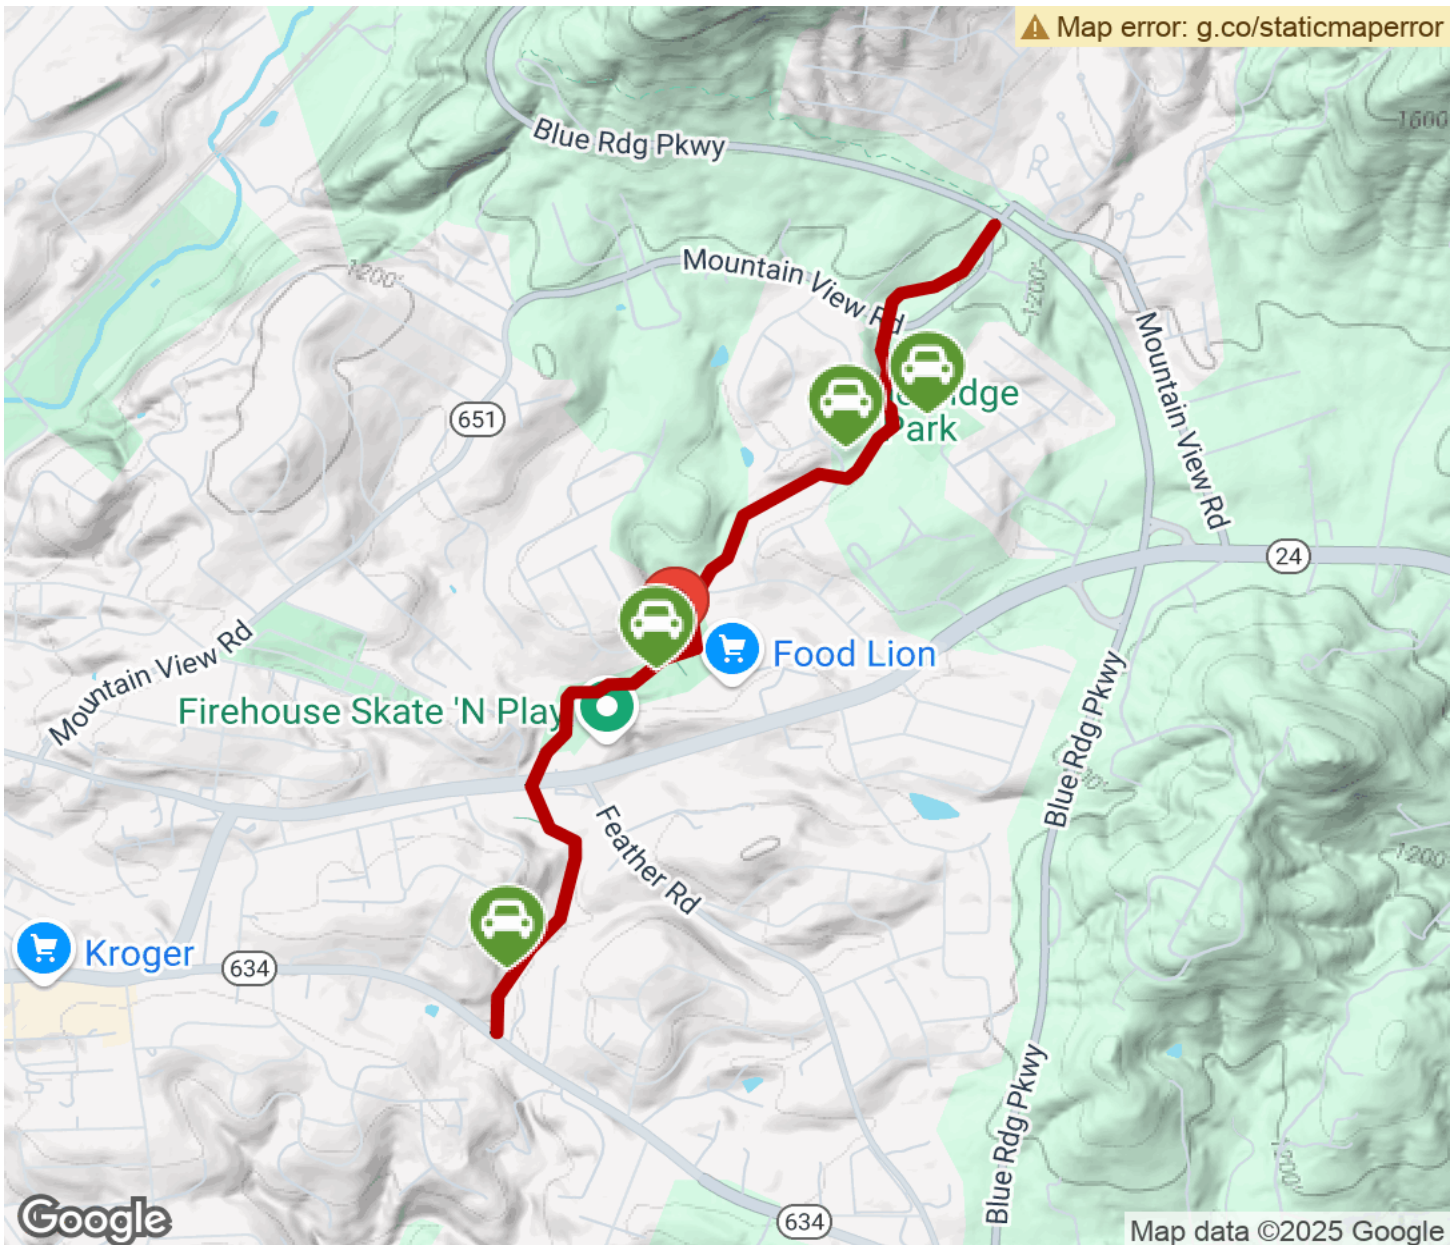 Map error: g.co/staticmaperror
1600
Blue Rdg Pkwy
1200'
Mountain View Rd
1200'
Mountain View Rd
idge
Park
651
24
Mountain View Rd
Food Lion
Firehouse Skate 'N Play
Blue Rdg Pkwy
Feather Rd
1200
Kroger
634
Blue Rdg Pkwy
634
Google
Map data ©2025 Google